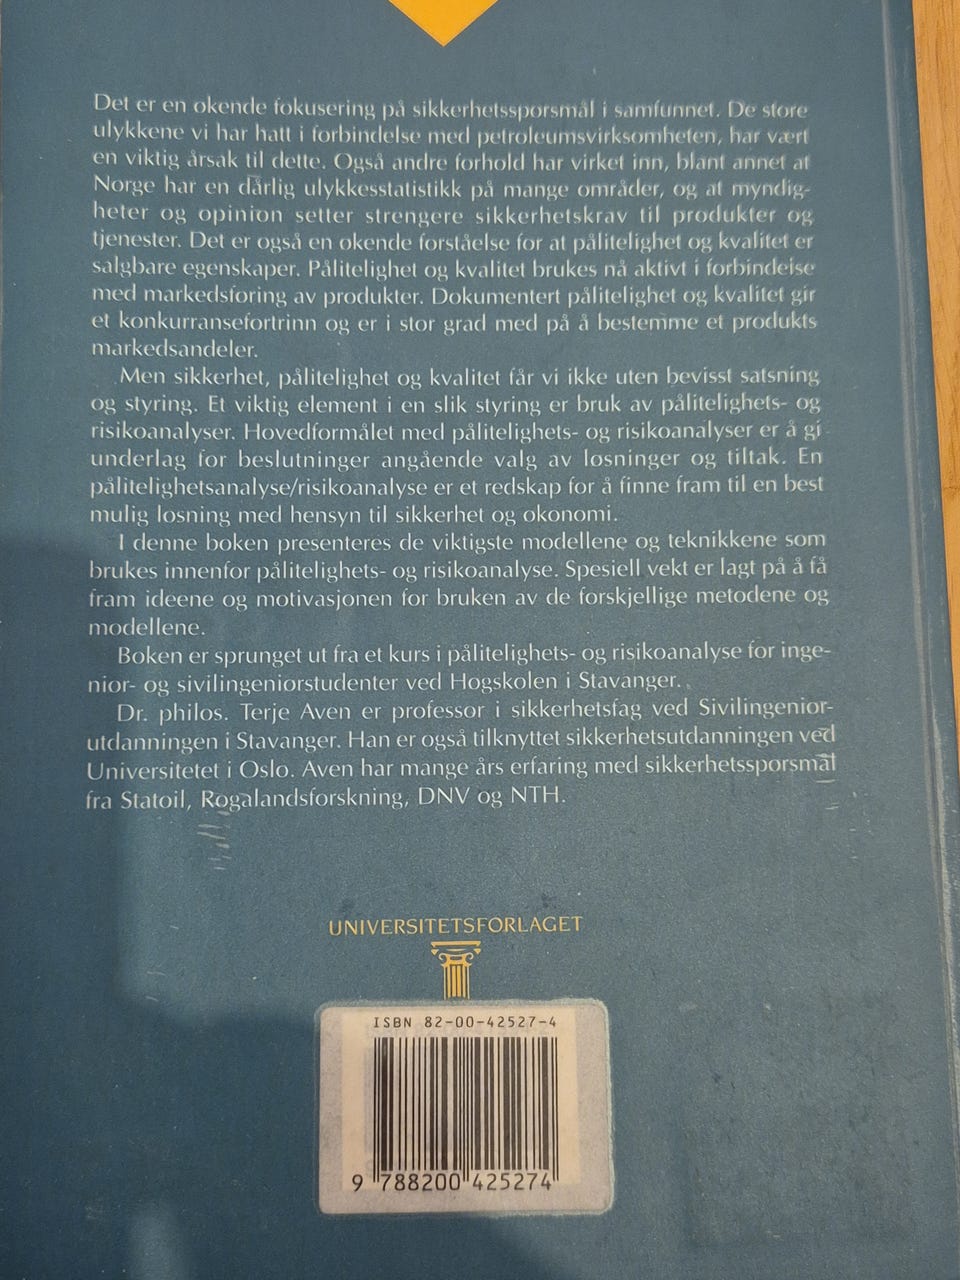 Det er en økende fokusering på sikkerhetsspørsmål i samfunnet. De store
ulykkene vi har hatt i forbindelse med petroleumsvirksomheten, har vært
en viktig årsak til dette. Også andre forhold har virket inn, blant annet at
Norge har en dårlig ulykkesstatistikk på mange områder, og at myndig-
heter og opinion setter strengere sikkerhetskrav til produkter og
tjenester. Det er også en økende forståelse for at pålitelighet og kvalitet er
salgbare egenskaper. Pålitelighet og kvalitet brukes nå aktivt i forbindelse
med markedsføring av produkter. Dokumentert pålitelighet og kvalitet gir
et konkurransefortrinn og er i stor grad med på å bestemme et produkts
markedsandeler.
Men sikkerhet, pålitelighet og kvalitet får vi ikke uten bevisst satsning
og styring. Et viktig element i en slik styring er bruk av pålitelighets- og
risikoanalyser. Hovedformålet med pålitelighets- og risikoanalyser er å gi
underlag for beslutninger angående valg av løsninger og tiltak. En
pålitelighetsanalyse/risikoanalyse er et redskap for å finne fram til en best
mulig løsning med hensyn til sikkerhet og økonomi.
I denne boken presenteres de viktigste modellene og teknikkene som
brukes innenfor pålitelighets- og risikoanalyse. Spesiell vekt er lagt på å få
fram ideene og motivasjonen for bruken av de forskjellige metodene og
modellene.
Boken er sprunget ut fra et kurs i pålitelighets- og risikoanalyse for inge-
niør- og sivilingeniørstudenter ved Høgskolen i Stavanger.
Dr. philos. Terje Aven er professor i sikkerhetsfag ved Sivilingeniør-
utdanningen i Stavanger. Han er også tilknyttet sikkerhetsutdanningen ved
Universitetet i Oslo. Aven har mange års erfaring med sikkerhetsspørsmål
fra Statoil, Rogalandsforskning, DNV og NTH.
UNIVERSITETSFORLAGET
ISBN 82-00-42527-4
9 788200 425274